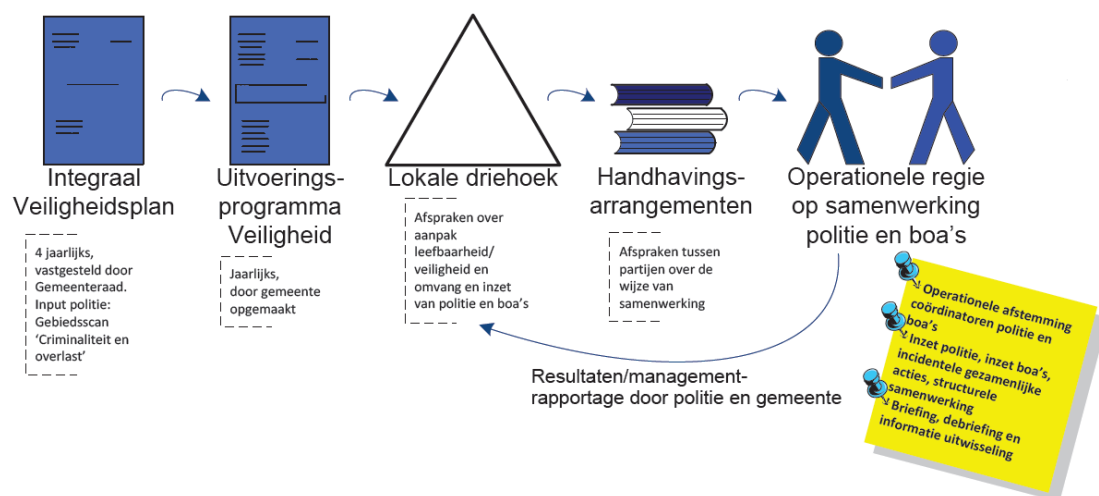 Integraal
Veiligheidsplan
4 jaarlijks,
vastgesteld door
Gemeenteraad.
Input politie:
Gebiedsscan
‘Criminaliteit en
overlast’
Uitvoerings-
programma
Veiligheid
Jaarlijks,
door gemeente
opgemaakt
Lokale driehoek
Afspraken over
aanpak
leefbaarheid/
veiligheid en
omvang en inzet
van politie en boa’s
Handhavings-
arrangementen
Afspraken tussen
partijen over de
wijze van
samenwerking
Operationele regie
op samenwerking
politie en boa’s
Operationele afstemming
coördinatoren politie en
boa’s
Inzet politie, inzet boa’s,
incidentele gezamenlijke
acties, structurele
samenwerking
Briefing, debriefing en
informatie uitwisseling
Resultaten/management-
rapportage door politie en gemeente